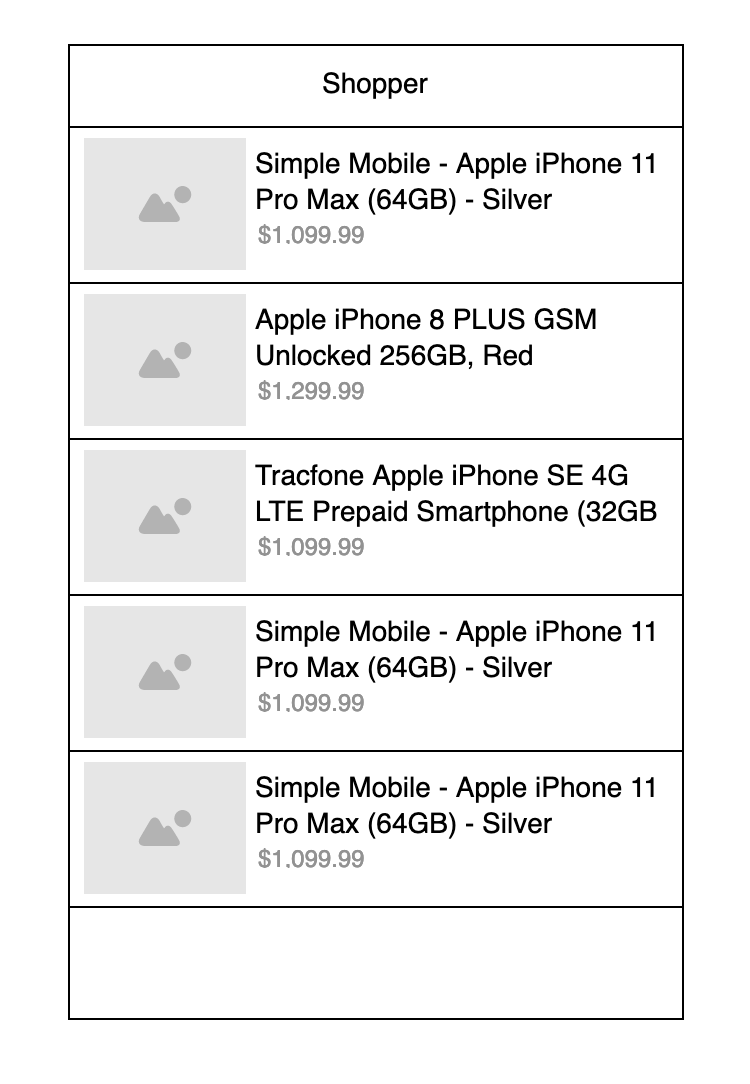 Shopper
Simple Mobile - Apple iPhone 11
Pro Max (64GB) - Silver
$1,099.99
Apple iPhone 8 PLUS GSM
Unlocked 256GB, Red
$1,299.99
Tracfone Apple iPhone SE 4G
LTE Prepaid Smartphone (32GB
$1,099.99
Simple Mobile - Apple iPhone 11
Pro Max (64GB) - Silver
$1,099.99
Simple Mobile - Apple iPhone 11
Pro Max (64GB) - Silver
$1,099.99